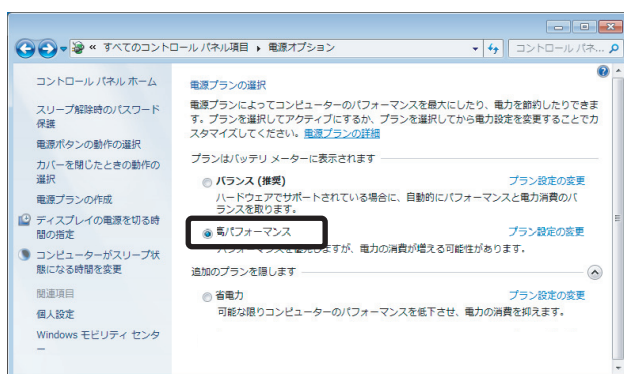 « すべてのコントロール パネル項目 ▸ 電源オプション
コントロール パネ...
コントロール パネル ホーム
スリープ解除時のパスワード
保護
電源ボタンの動作の選択
カバーを閉じたときの動作の
選択
電源プランの作成
ディスプレイの電源を切る時
間の指定
コンピューターがスリープ状
態になる時間を変更
関連項目
個人設定
Windows モビリティ センタ
ー
電源プランの選択
電源プランによってコンピューターのパフォーマンスを最大にしたり、電力を節約したりできま
す。プランを選択してアクティブにするか、プランを選択してから電力設定を変更することでカ
スタマイズしてください。電源プランの詳細
プランはバッテリ メーターに表示されます
バランス (推奨) プラン設定の変更
ハードウェアでサポートされている場合に、自動的にパフォーマンスと電力消費のバ
ランスを取ります。
高パフォーマンス プラン設定の変更
パフォーマンスを優先しますが、電力の消費が増える可能性があります。
追加のプランを隠します
省電力 プラン設定の変更
可能な限りコンピューターのパフォーマンスを低下させ、電力の消費を抑えます。